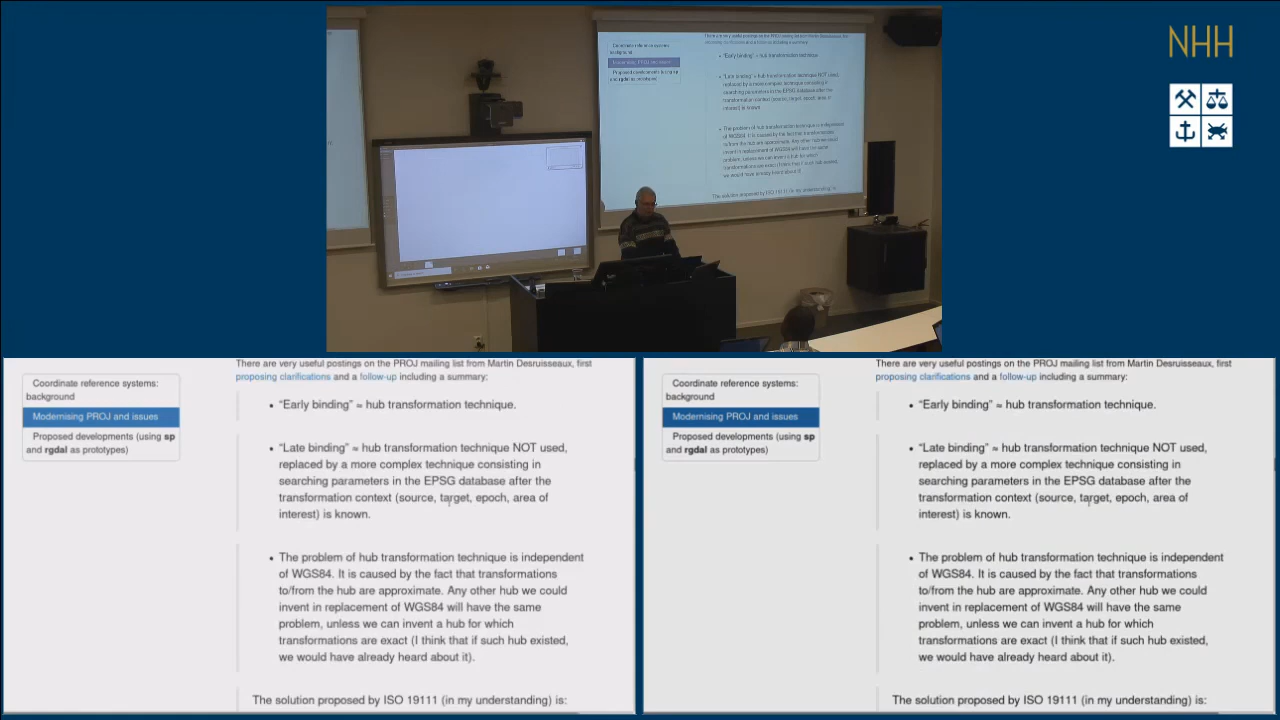 NHH
Coordinate reference systems:
background
Modernising PROJ and issues
Proposed developments (using sp
and rgdal as prototypes)
There are very useful postings on the PROJ mailing list from Martin Desruisseaux, first
proposing clarifications and a follow-up including a summary:
• “Early binding” ≈ hub transformation technique.
• “Late binding” ≈ hub transformation technique NOT used,
replaced by a more complex technique consisting in
searching parameters in the EPSG database after the
transformation context (source, target, epoch, area of
interest) is known.
• The problem of hub transformation technique is independent
of WGS84. It is caused by the fact that transformations
to/from the hub are approximate. Any other hub we could
invent in replacement of WGS84 will have the same
problem, unless we can invent a hub for which
transformations are exact (I think that if such hub existed,
we would have already heard about it).
The solution proposed by ISO 19111 (in my understanding) is:
Coordinate reference systems:
background
Modernising PROJ and issues
Proposed developments (using sp
and rgdal as prototypes)
There are very useful postings on the PROJ mailing list from Martin Desruisseaux, first
proposing clarifications and a follow-up including a summary:
• “Early binding” ≈ hub transformation technique.
• “Late binding” ≈ hub transformation technique NOT used,
replaced by a more complex technique consisting in
searching parameters in the EPSG database after the
transformation context (source, target, epoch, area of
interest) is known.
• The problem of hub transformation technique is independent
of WGS84. It is caused by the fact that transformations
to/from the hub are approximate. Any other hub we could
invent in replacement of WGS84 will have the same
problem, unless we can invent a hub for which
transformations are exact (I think that if such hub existed,
we would have already heard about it).
The solution proposed by ISO 19111 (in my understanding) is: